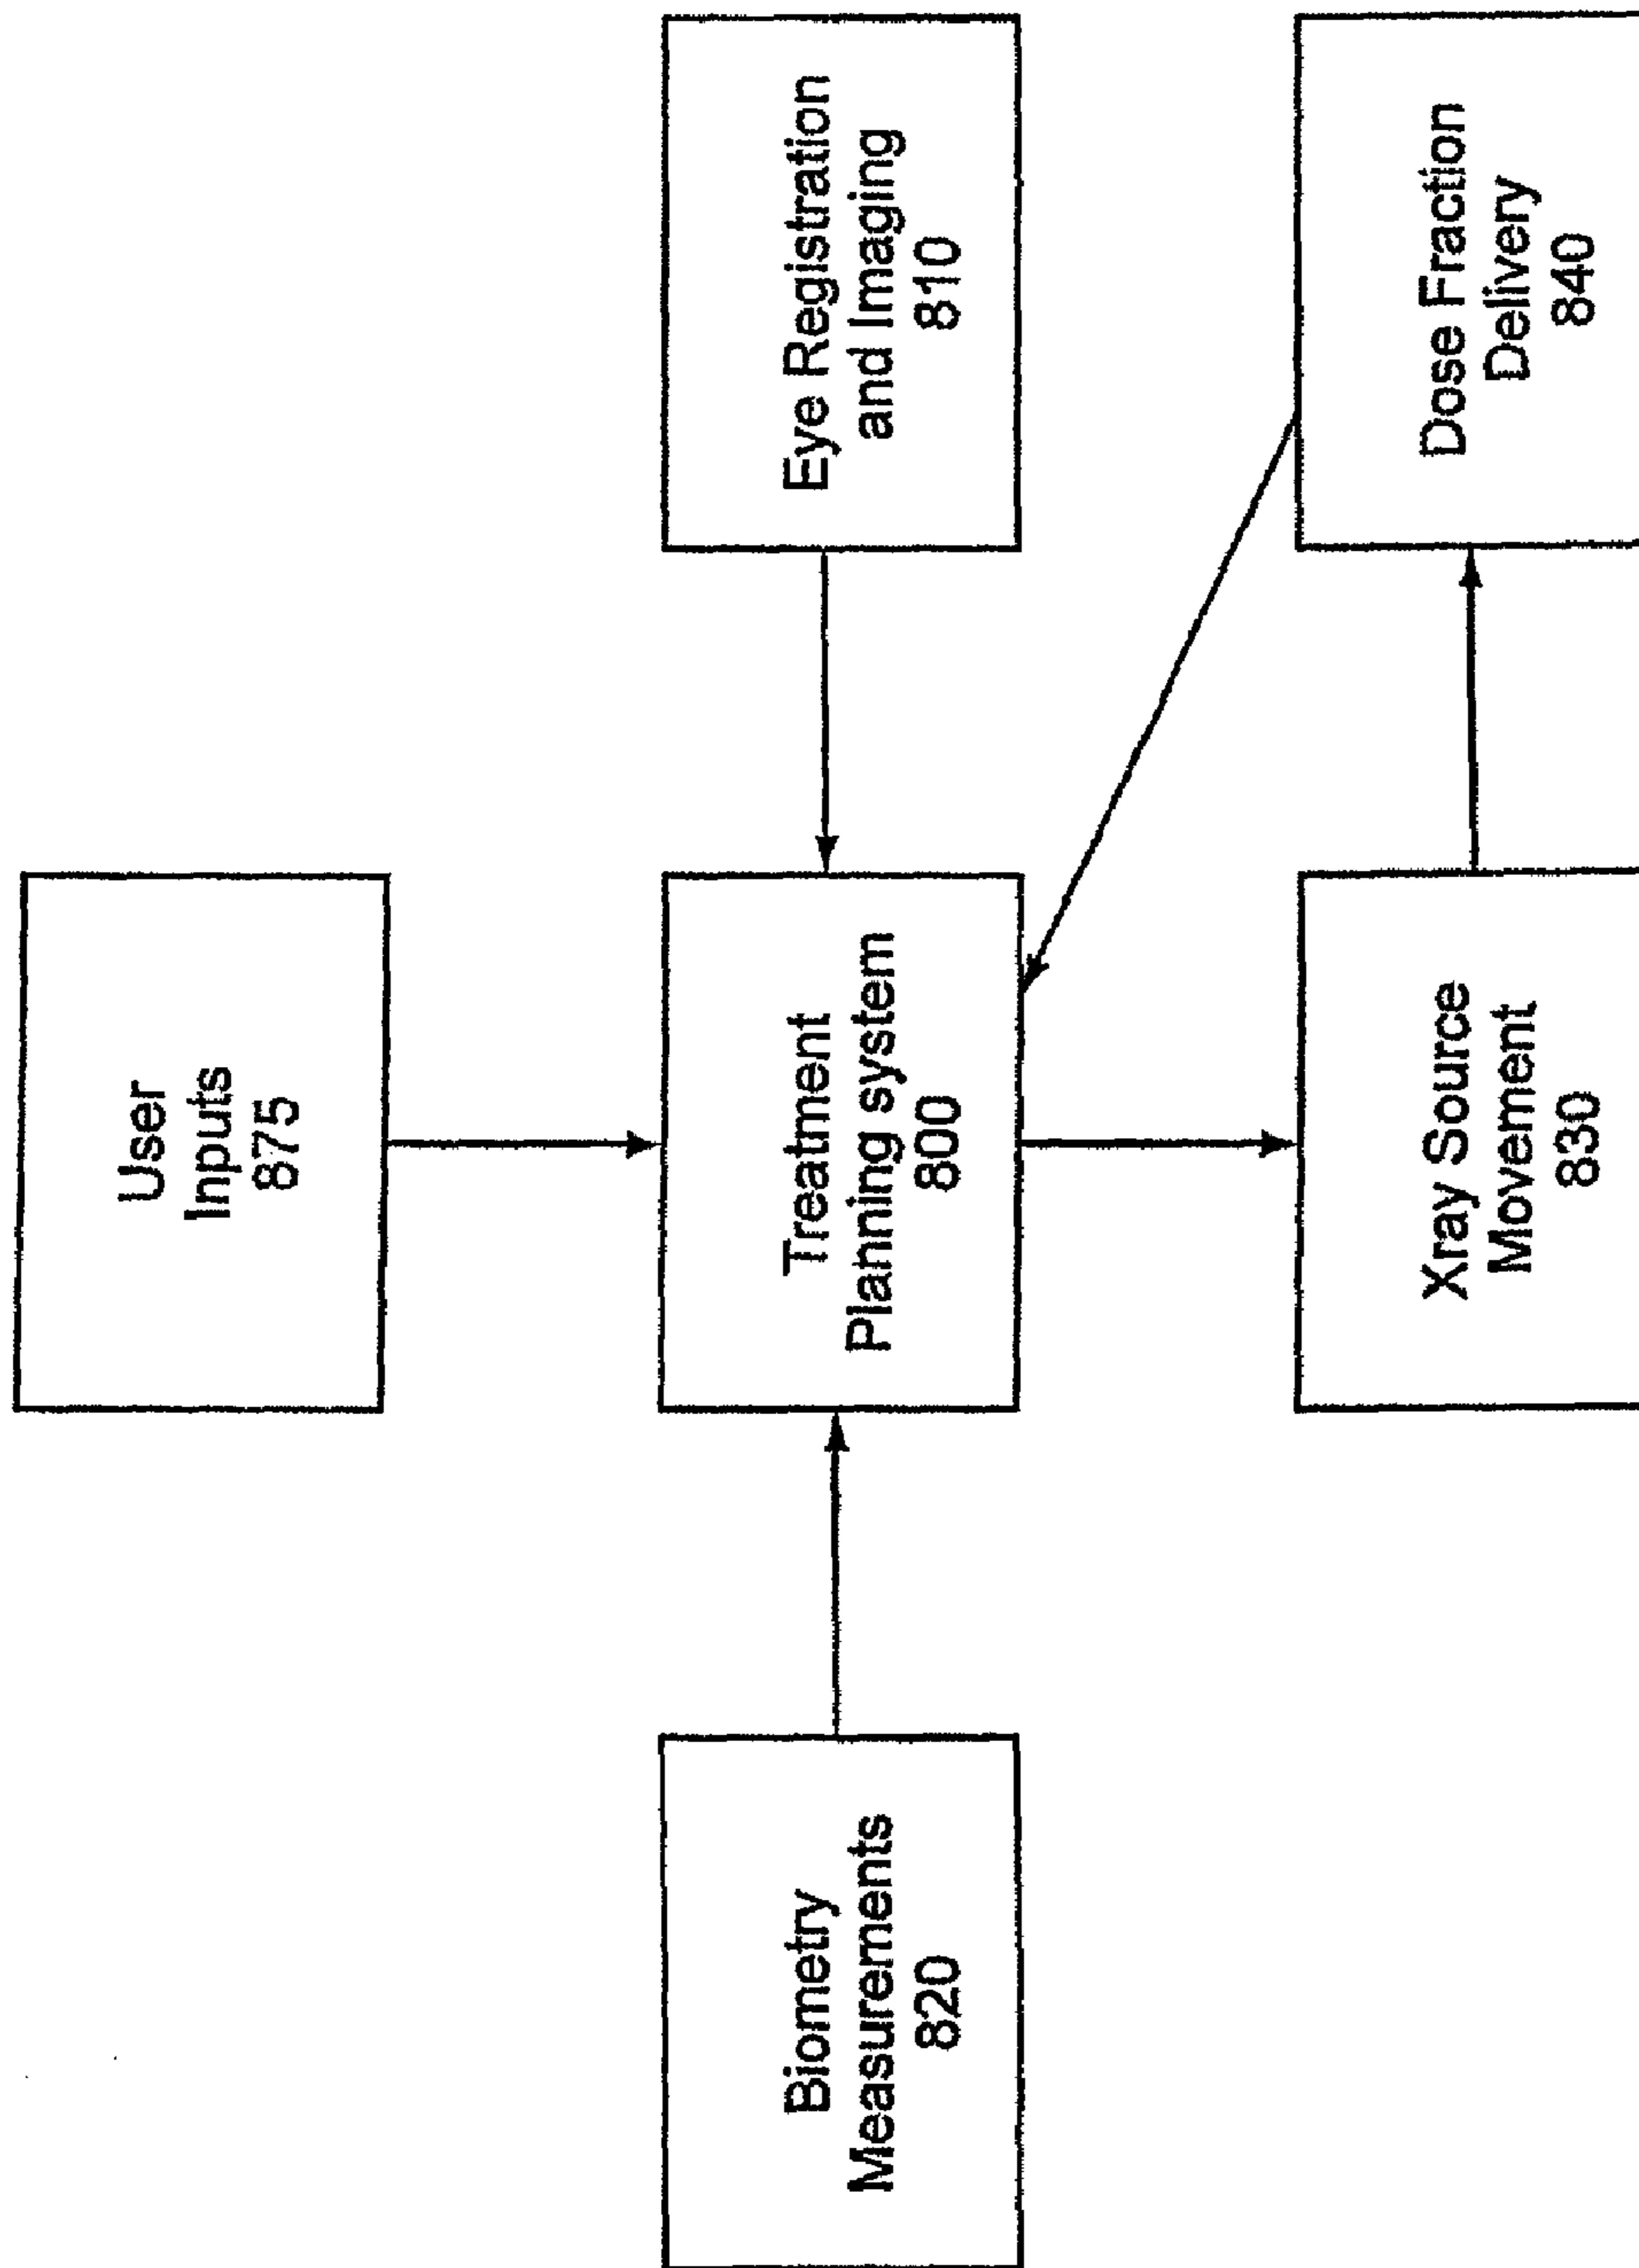 User
Inputs
875
Biometry
Measurements
820
Treatment
Planning system
800
Eye Registration
and Imaging
810
Xray Source
Movement
830
Dose Fraction
Delivery
840